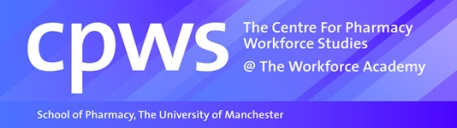 cpws
The Centre For Pharmacy
Workforce Studies
@ The Workforce Academy
School of Pharmacy, The University of Manchester